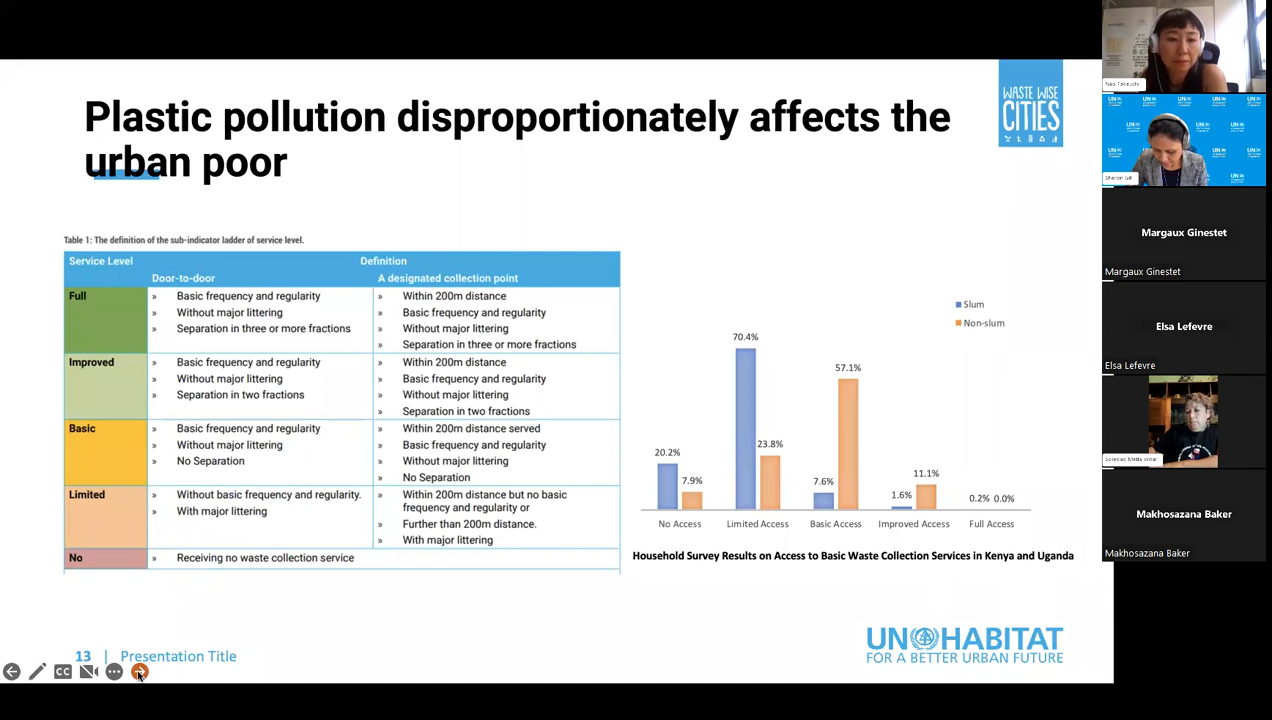 Plastic pollution disproportionately affects the
urban poor
WASTE WISE
CITIES
Table 1: The definition of the sub-indicator ladder of service level.
Service Level Definition
Door-to-door A designated collection point
Full » Basic frequency and regularity » Within 200m distance
» Without major littering » Basic frequency and regularity
» Separation in three or more fractions » Without major littering
» Separation in three or more fractions
Improved » Basic frequency and regularity » Within 200m distance
» Without major littering » Basic frequency and regularity
» Separation in two fractions » Without major littering
» Separation in two fractions
Basic » Basic frequency and regularity » Within 200m distance served
» Without major littering » Basic frequency and regularity
» No Separation » Without major littering
» No Separation
Limited » Without basic frequency and regularity. » Within 200m distance but no basic
» With major littering frequency and regularity or
» Further than 200m distance.
» With major littering
No » Receiving no waste collection service
Slum
Non-slum
70.4%
57.1%
20.2% 23.8%
7.9% 7.6% 11.1%
1.6% 0.2% 0.0%
No Access Limited Access Basic Access Improved Access Full Access
Household Survey Results on Access to Basic Waste Collection Services in Kenya and Uganda
13 | Presentation Title
UN HABITAT
FOR A BETTER URBAN FUTURE
CC
Nao Takeuchi
UN
Sharon Gill
Margaux Ginestet
Margaux Ginestet
Elsa Lefevre
Elsa Lefevre
Soledad Mella Vidal
Makhosazana Baker
Makhosazana Baker